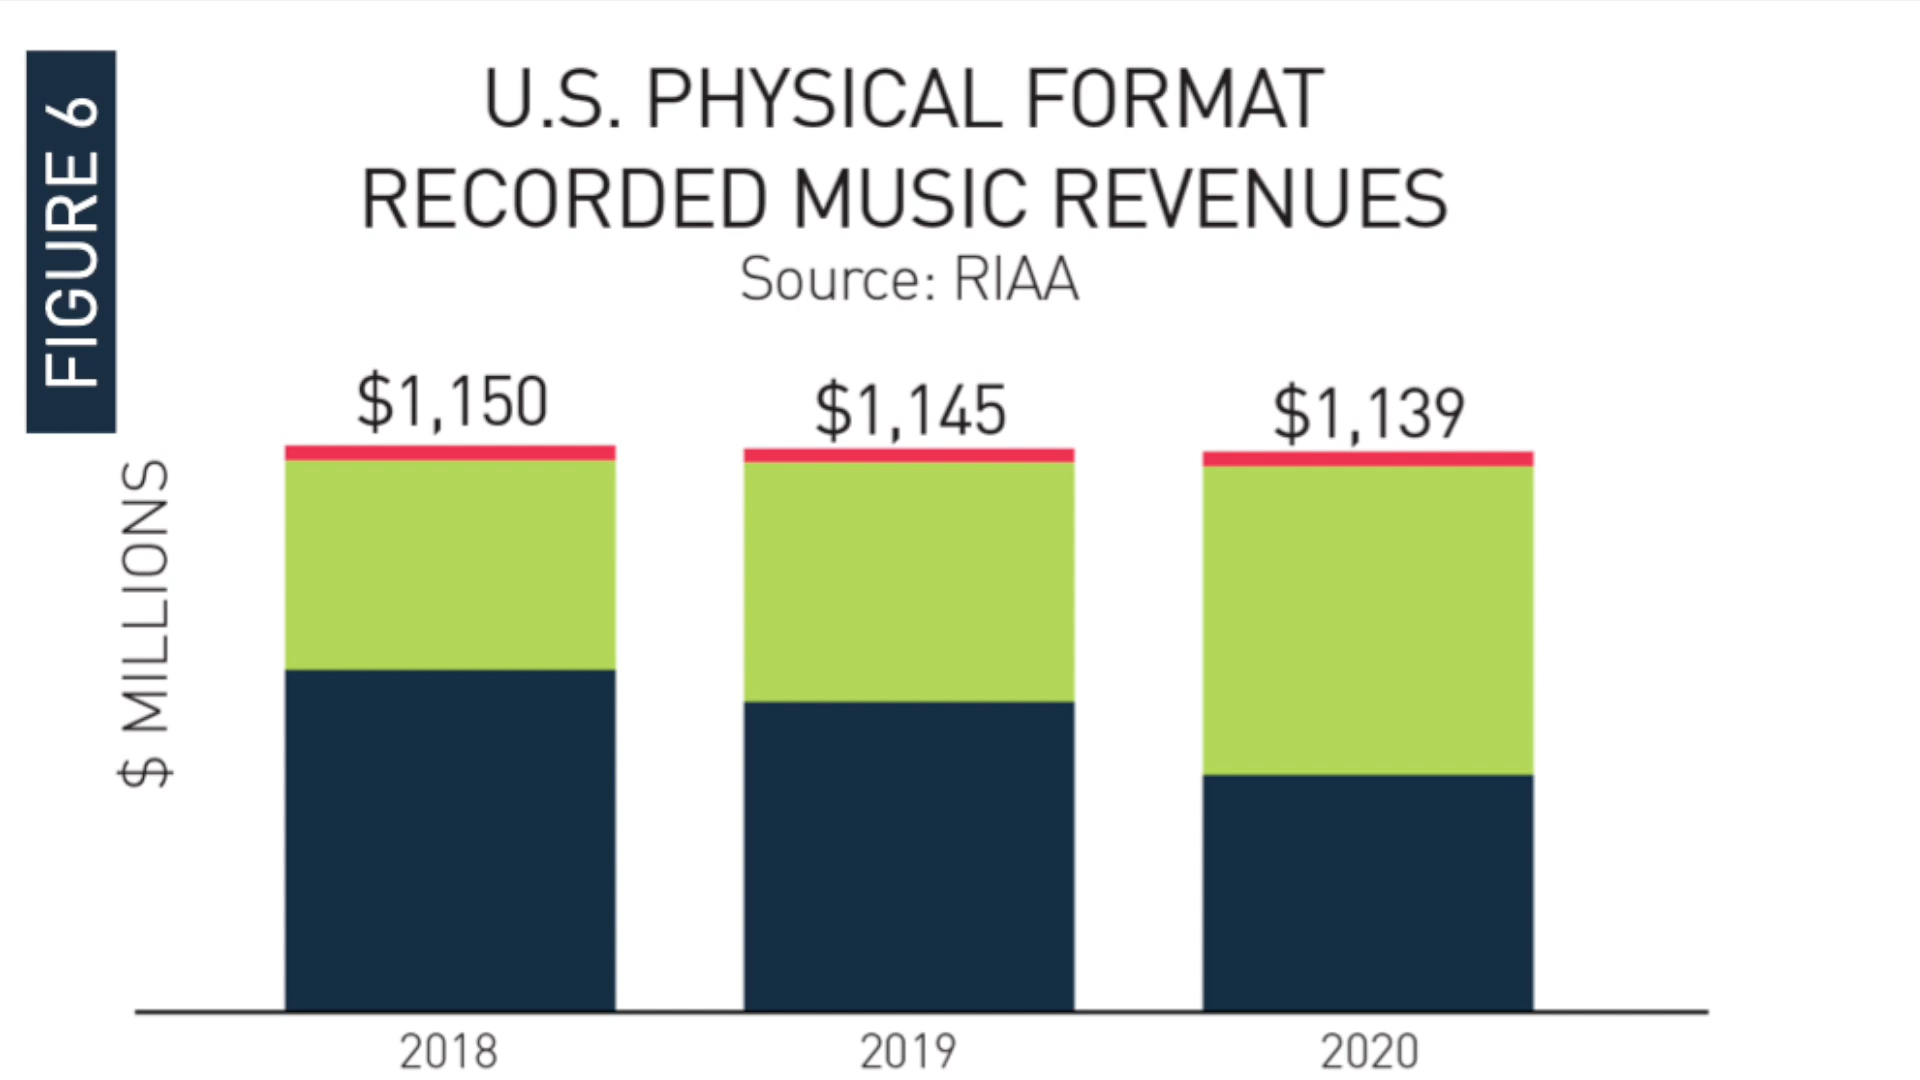 FIGURE 6
U.S. PHYSICAL FORMAT
RECORDED MUSIC REVENUES
Source: RIAA
$ MILLIONS
$1,150
$1,145
$1,139
2018
2019
2020